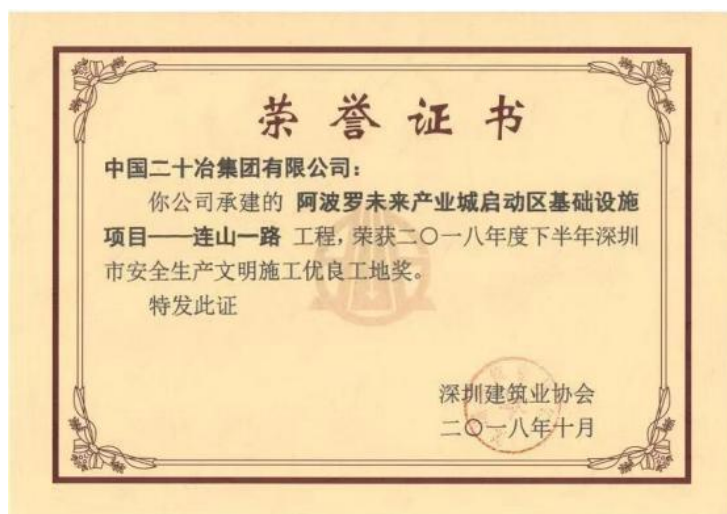 荣誉证书
中国二十冶集团有限公司：
你公司承建的 阿波罗未来产业城启动区基础设施
项目——连山一路 工程，荣获二〇一八年度下半年深圳
市安全生产文明施工优良工地奖。
特发此证
深圳建筑业协会
二〇一八年十月